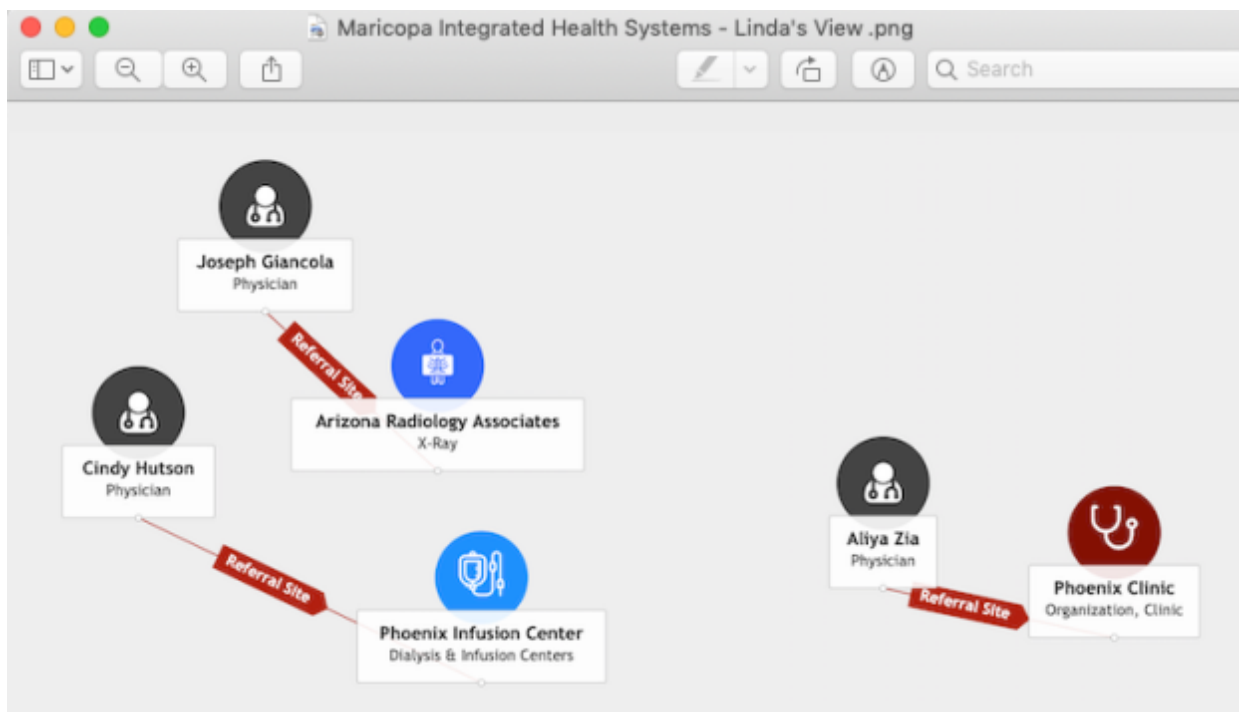 Maricopa Integrated Health Systems - Linda's View .png
Search
Joseph Giancola
Physician
Referral Site
Arizona Radiology Associates
X-Ray
Cindy Hutson
Physician
Referral Site
Phoenix Infusion Center
Dialysis & Infusion Centers
Aliya Zia
Physician
Referral Site
Phoenix Clinic
Organization, Clinic